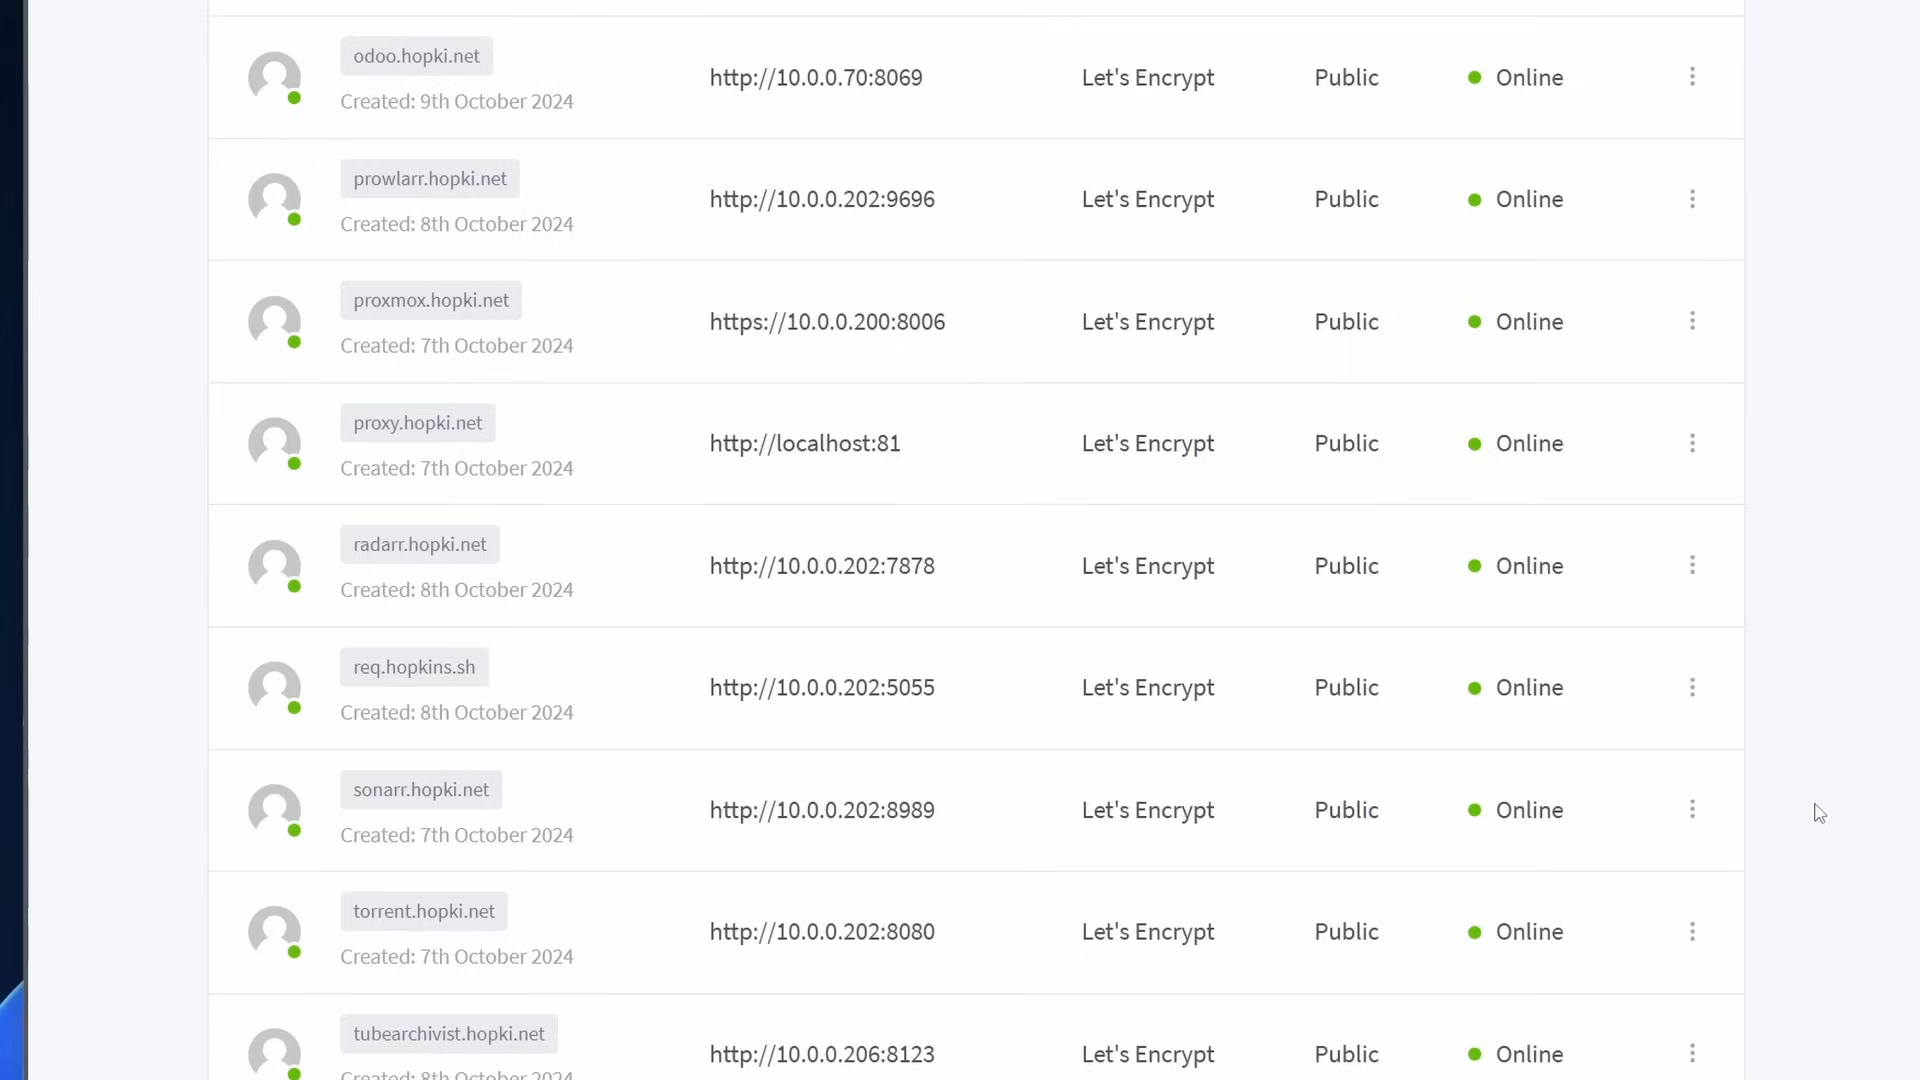 odoo.hopki.net
Created: 9th October 2024
http://10.0.0.70:8069
Let's Encrypt
Public
Online
prowlarr.hopki.net
Created: 8th October 2024
http://10.0.0.202:9696
Let's Encrypt
Public
Online
proxmox.hopki.net
Created: 7th October 2024
https://10.0.0.200:8006
Let's Encrypt
Public
Online
proxy.hopki.net
Created: 7th October 2024
http://localhost:81
Let's Encrypt
Public
Online
radarr.hopki.net
Created: 8th October 2024
http://10.0.0.202:7878
Let's Encrypt
Public
Online
req.hopkins.sh
Created: 8th October 2024
http://10.0.0.202:5055
Let's Encrypt
Public
Online
sonarr.hopki.net
Created: 7th October 2024
http://10.0.0.202:8989
Let's Encrypt
Public
Online
torrent.hopki.net
Created: 7th October 2024
http://10.0.0.202:8080
Let's Encrypt
Public
Online
tubearchivist.hopki.net
Created: 8th October 2024
http://10.0.0.206:8123
Let's Encrypt
Public
Online